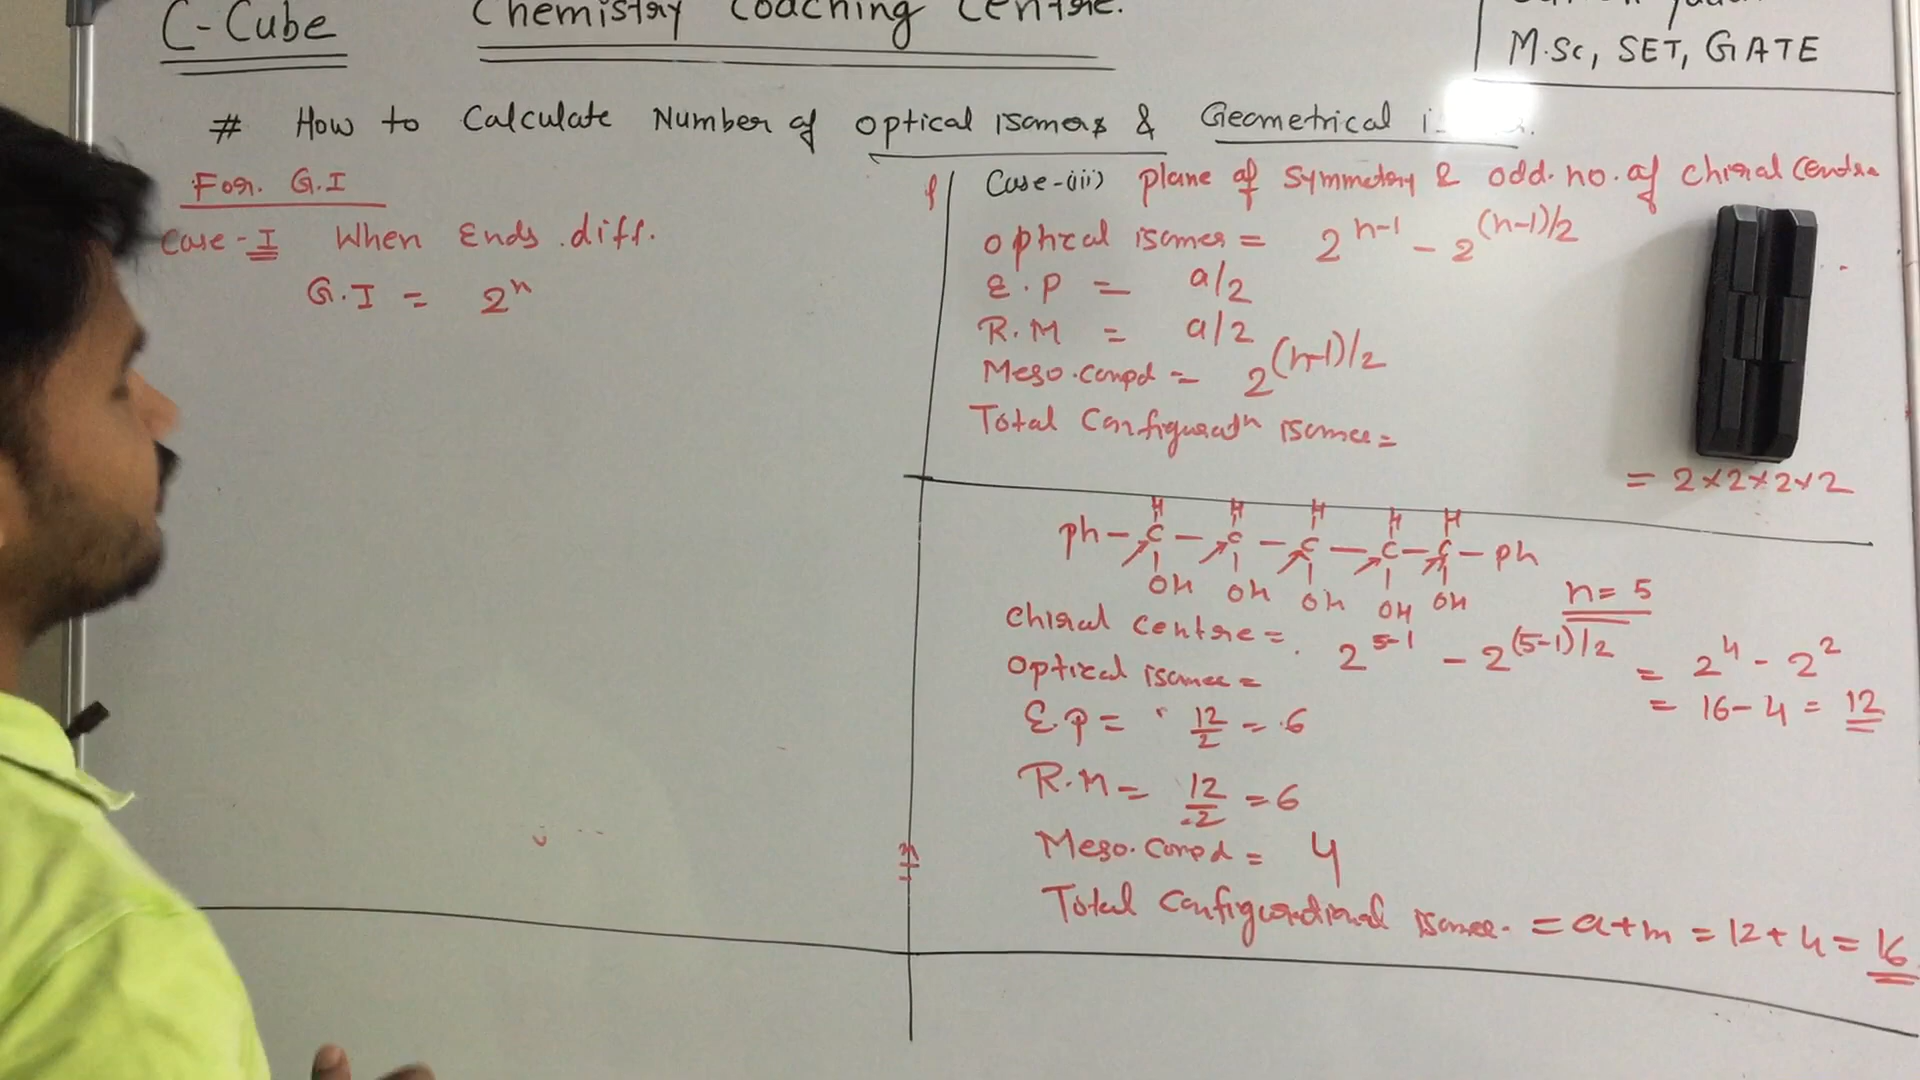 C-Cube Chemistry Coaching Centre.
M.Sc, SET, GATE
# How to Calculate Number of optical isomers & Geometrical
For. G.I
Case-I When Ends diff.
G.I = 2^n
Case-(iii) plane of Symmetry & odd. no. of chiral Centre
optical isomer = 2^n-1 - 2^(n-1)/2
E.P = a/2
R.M = a/2
Meso.compd = 2^(n-1)/2
Total Configuratn isomer =
= 2×2×2×2
H H H H H
ph-C-C-C-C-C-ph
OH OH OH OH OH
n = 5
Chiral Centre =
Optical isomer = 2^5-1 - 2^(5-1)/2 = 2^4 - 2^2
= 16-4 = 12
E.P = 12/2 = 6
R.M = 12/2 = 6
Meso.Compd = 4
Total Configurational isomer. = a+m = 12+4 = 16